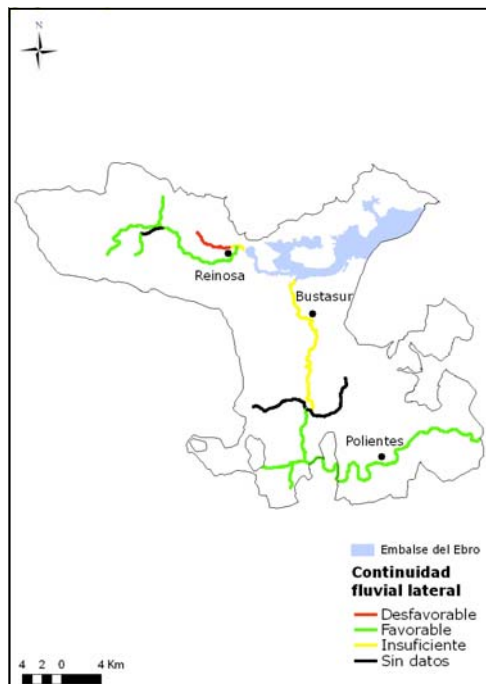 N
Reinosa
Bustasur
Polientes
Embalse del Ebro
Continuidad
fluvial lateral
Desfavorable
Favorable
Insuficiente
Sin datos
4 2 0 4 Km